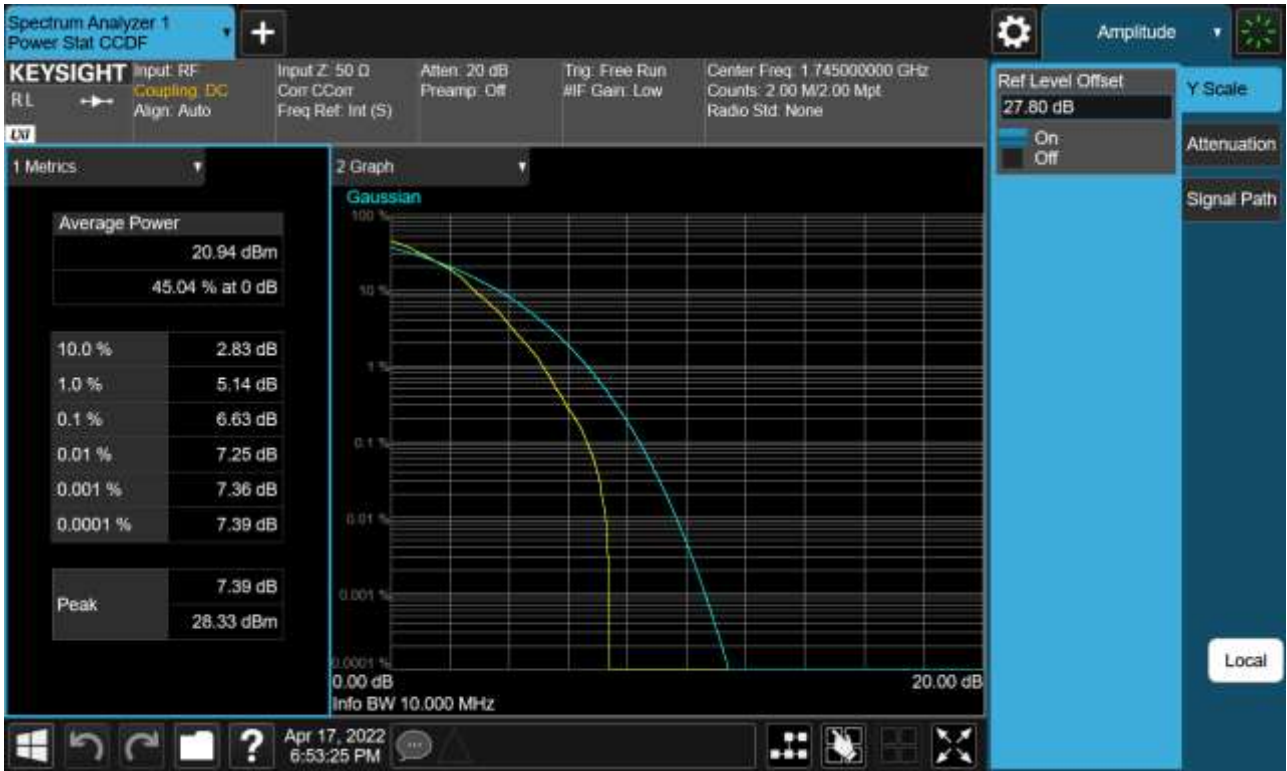 Spectrum Analyzer 1
Power Stat CCDF
+
Amplitude
KEYSIGHT
RL
LXI
Input: RF
Coupling: DC
Align: Auto
Input Z: 50 Ω
Corr CCorr
Freq Ref: Int (S)
Atten: 20 dB
Preamp: Off
Trig: Free Run
#IF Gain: Low
Center Freq: 1.745000000 GHz
Counts: 2.00 M/2.00 Mpt
Radio Std: None
Ref Level Offset
27.80 dB
On
Off
Y Scale
Attenuation
Signal Path
1 Metrics
Average Power
20.94 dBm
45.04 % at 0 dB
10.0 % 2.83 dB
1.0 % 5.14 dB
0.1 % 6.63 dB
0.01 % 7.25 dB
0.001 % 7.36 dB
0.0001 % 7.39 dB
Peak
7.39 dB
28.33 dBm
2 Graph
Gaussian
100 %
10 %
1 %
0.1 %
0.01 %
0.001 %
0.0001 %
0.00 dB 20.00 dB
Info BW 10.000 MHz
Local
?
Apr 17, 2022
6:53:25 PM